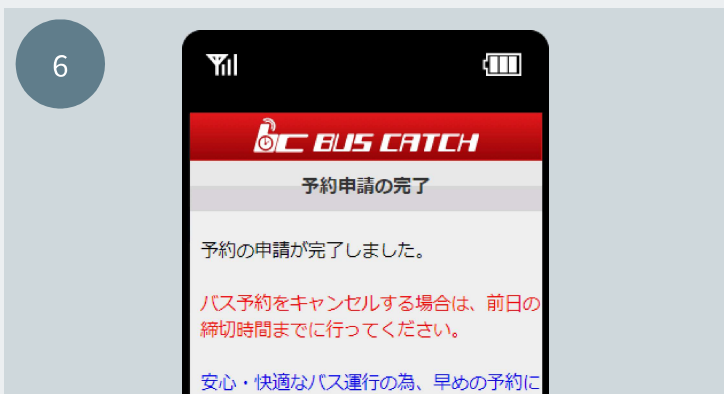 6
BUS CATCH
予約申請の完了
予約の申請が完了しました。
バス予約をキャンセルする場合は、前日の
締切時間までに行ってください。
安心・快適なバス運行の為、早めの予約に